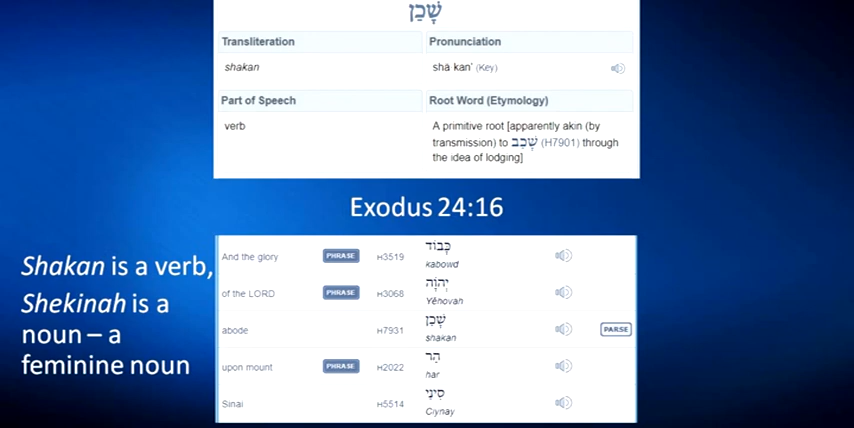 שָׁכַן
Transliteration Pronunciation
shakan shä·kan' (Key)
Part of Speech Root Word (Etymology)
verb A primitive root [apparently akin (by
transmission) to שָׁכַב (H7901) through
the idea of lodging]
Exodus 24:16
Shakan is a verb,
Shekinah is a
noun – a
feminine noun
And the glory PHRASE H3519 כָּבוֹד
kabowd
of the LORD PHRASE H3068 יְהֹוָה
Yĕhovah
abode H7931 שָׁכַן PARSE
shakan
upon mount PHRASE H2022 הַר
har
Sinai H5514 סִינַי
Ciynay